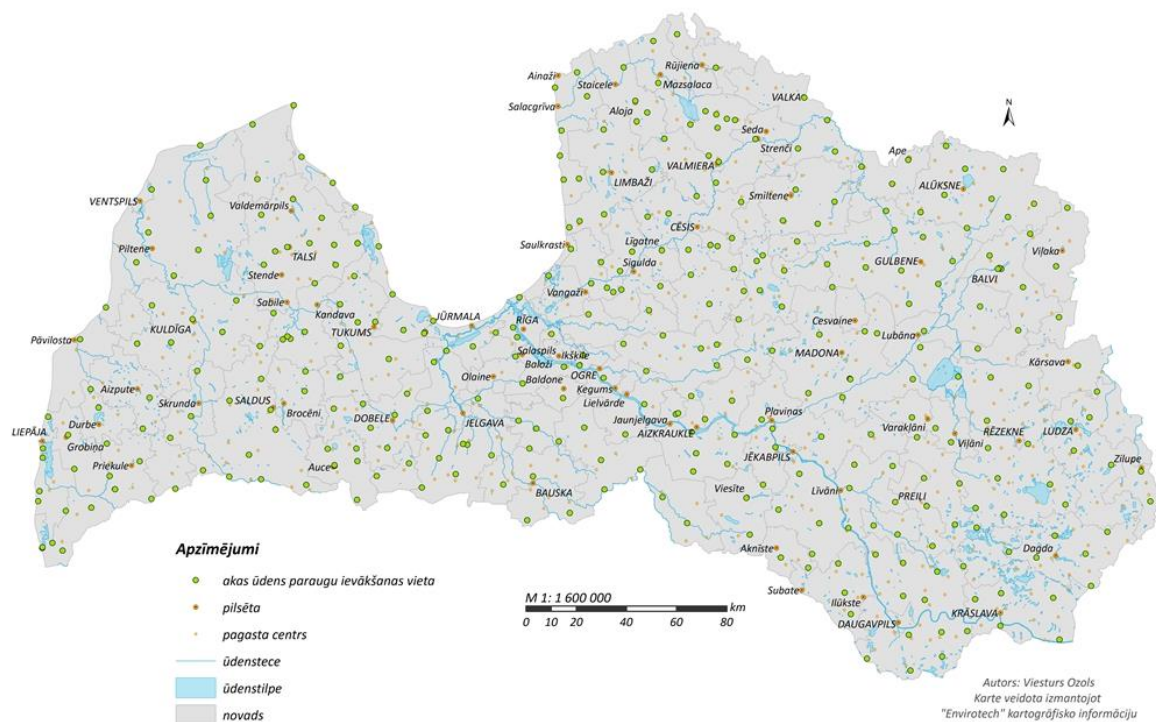 Rūjiena
Ainaži
Staicele
Mazsalaca
Salacgrīva
Aloja
VALKA
N
Seda
Strenči
Ape
VALMIERA
LIMBAŽI
ALŪKSNE
Smiltene
VENTSPILS
Valdemārpils
CĒSIS
Piltene
Saulkrasti
Līgatne
Viļaka
TALSI
Sigulda
GULBENE
Stende
BALVI
Vangaži
Sabile
Kandava
JŪRMALA
RĪGA
Cesvaine
KULDĪGA
TUKUMS
Lubāna
Pāvilosta
Salaspils
Ikšķile
MADONA
Baloži
OGRE
Kārsava
Olaine
Baldone
Ķegums
Aizpute
Lielvārde
Skrunda
SALDUS
Brocēni
DOBELE
JELGAVA
Jaunjelgava
Pļaviņas
Durbe
AIZKRAUKLE
Varakļāni
LIEPĀJA
Viļāni
RĒZEKNE
LUDZA
Grobiņa
JĒKABPILS
Priekule
Auce
Zilupe
BAUSKA
Viesīte
Līvāni
PREIĻI
Apzīmējumi
Aknīste
Dagda
akas ūdens paraugu ievākšanas vieta
Subate
M 1: 1 600 000
km
Ilūkste
pilsēta
0 10 20 40 60 80
KRĀSLAVA
DAUGAVPILS
pagasta centrs
ūdenstece
ūdenstilpe
novads
Autors: Viesturs Ozols
Karte veidota izmantojot
"Envirotech" kartogrāfisko informāciju